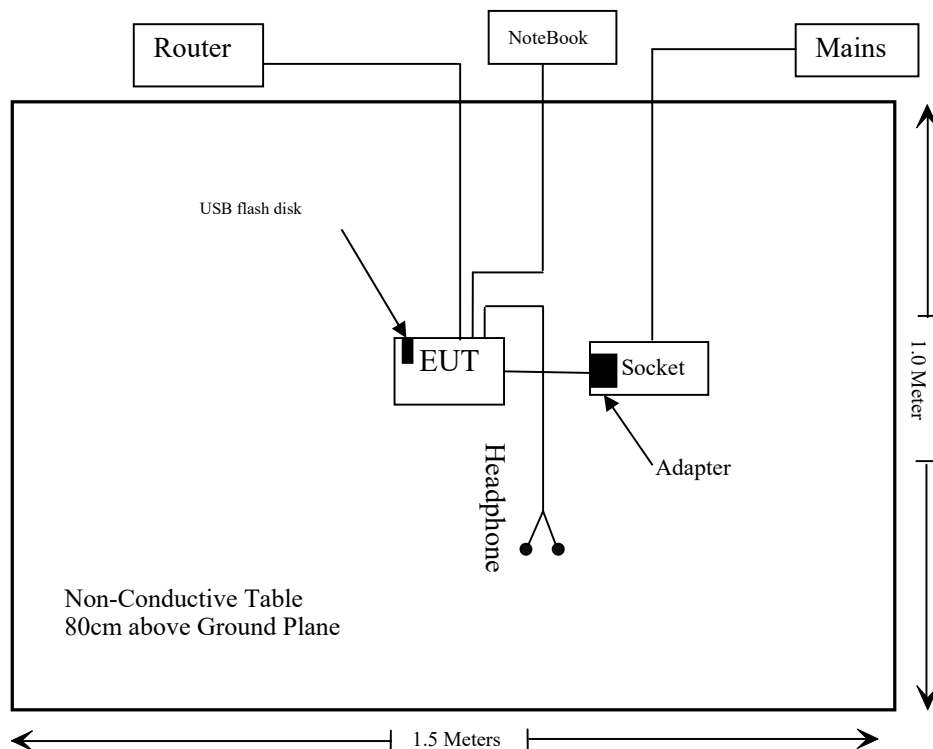 Router
NoteBook
Mains
USB flash disk
EUT
Socket
1.0 Meter
Headphone
Adapter
Non-Conductive Table
80cm above Ground Plane
1.5 Meters